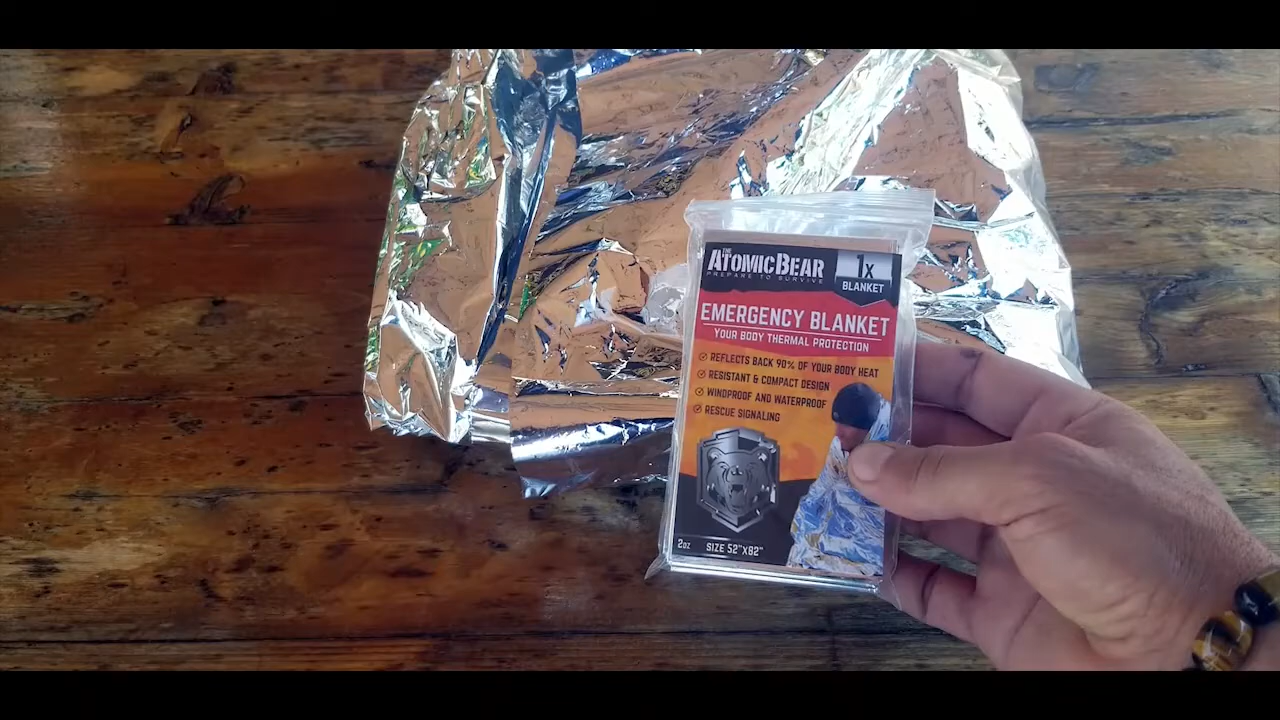 THE
ATOMICBEAR
PREPARE TO SURVIVE
1X
BLANKET
EMERGENCY BLANKET
YOUR BODY THERMAL PROTECTION
REFLECTS BACK 90% OF YOUR BODY HEAT
RESISTANT & COMPACT DESIGN
WINDPROOF AND WATERPROOF
RESCUE SIGNALING
2oz SIZE 52"X82"